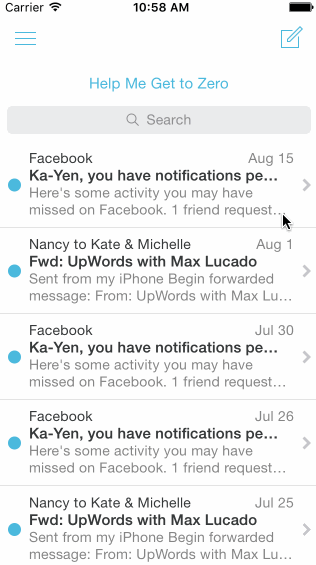 Carrier 10:58 AM
Help Me Get to Zero
Search
Facebook Aug 15
Ka-Yen, you have notifications pe...
Here's some activity you may have
missed on Facebook. 1 friend request...
Nancy to Kate & Michelle Aug 1
Fwd: UpWords with Max Lucado
Sent from my iPhone Begin forwarded
message: From: UpWords with Max Lu...
Facebook Jul 30
Ka-Yen, you have notifications pe...
Here's some activity you may have
missed on Facebook. 1 friend request...
Facebook Jul 26
Ka-Yen, you have notifications pe...
Here's some activity you may have
missed on Facebook. 1 friend request...
Nancy to Kate & Michelle Jul 25
Fwd: UpWords with Max Lucado
Sent from my iPhone Begin forwarded
message: From: UpWords with Max Lu...